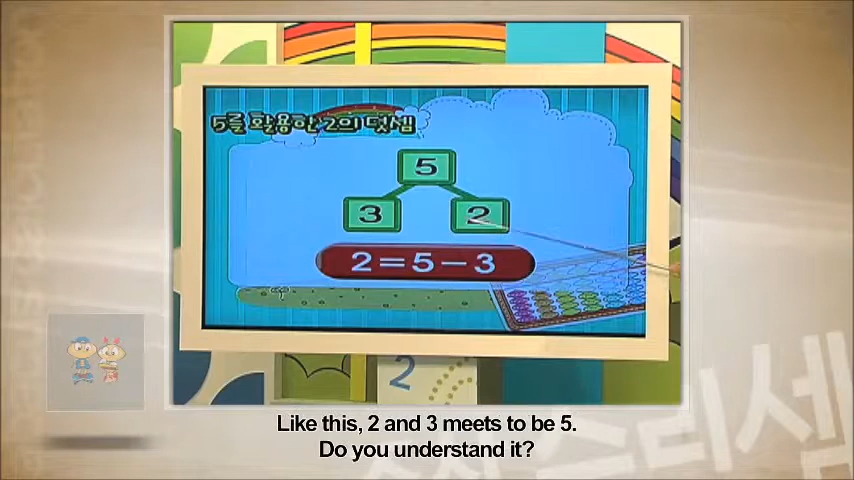 5를 활용한 2의 덧셈
5
3 2
2=5-3
2
Like this, 2 and 3 meets to be 5.
Do you understand it?